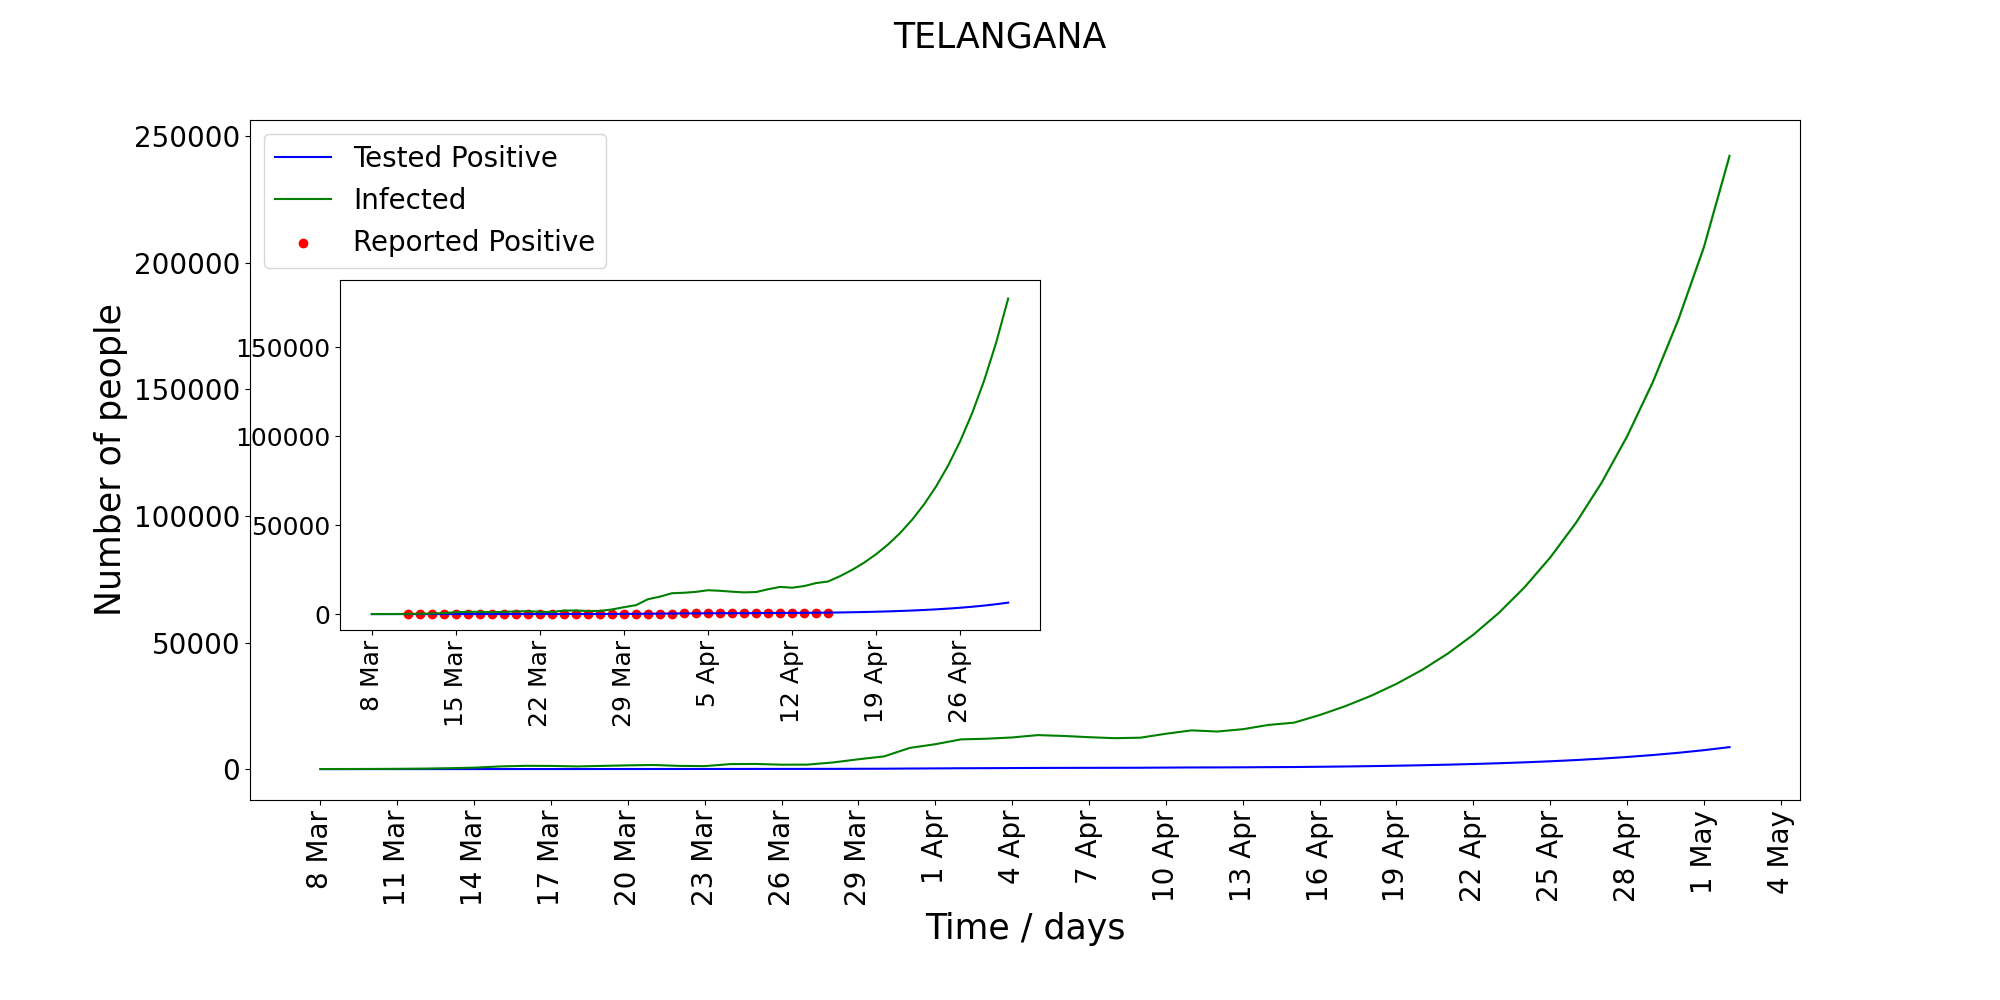 TELANGANA
250000
200000
150000
100000
50000
0
Number of people
Tested Positive
Infected
Reported Positive
150000
100000
50000
0
8 Mar
15 Mar
22 Mar
29 Mar
5 Apr
12 Apr
19 Apr
26 Apr
8 Mar
11 Mar
14 Mar
17 Mar
20 Mar
23 Mar
26 Mar
29 Mar
1 Apr
4 Apr
7 Apr
10 Apr
13 Apr
16 Apr
19 Apr
22 Apr
25 Apr
28 Apr
1 May
4 May
Time / days